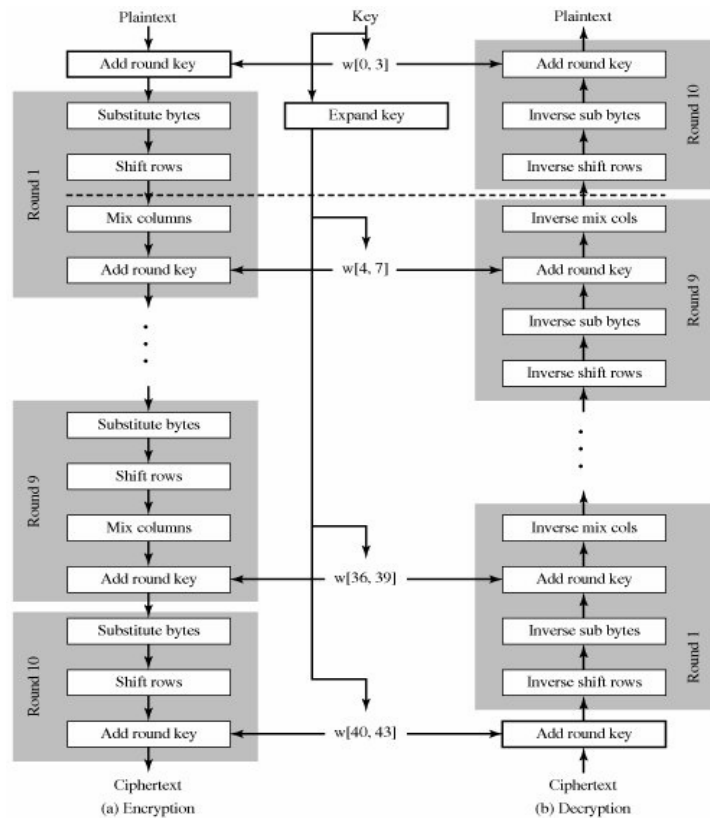 Plaintext
Key
Plaintext
Add round key
w[0, 3]
Add round key
Substitute bytes
Expand key
Inverse sub bytes
Round 10
Shift rows
Inverse shift rows
Round 1
Mix columns
Inverse mix cols
Add round key
w[4, 7]
Add round key
Round 9
Inverse sub bytes
Inverse shift rows
Substitute bytes
Shift rows
Round 9
Mix columns
Inverse mix cols
Add round key
w[36, 39]
Add round key
Substitute bytes
Inverse sub bytes
Round 1
Shift rows
Inverse shift rows
Round 10
Add round key
w[40, 43]
Add round key
Ciphertext
Ciphertext
(a) Encryption
(b) Decryption